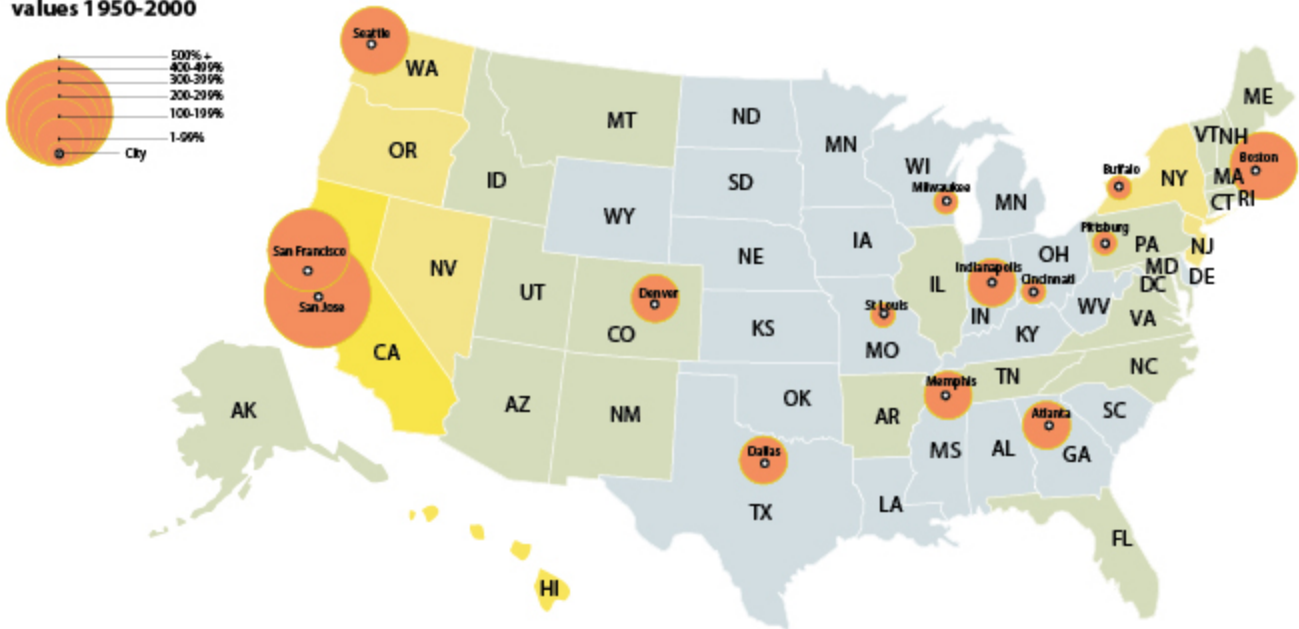 values 1950-2000
500% +
400-499%
300-399%
200-299%
100-199%
1-99%
City
Seattle
WA
OR
MT
ID
ND
MN
SD
WY
WI
Milwaukee
MN
ME
VT
NH
Boston
Buffalo
NY
MA
CT
RI
San Francisco
San Jose
NV
UT
Denver
CO
NE
IA
IL
Indianapolis
IN
OH
Cincinnati
Pittsburg
PA
NJ
MD
DE
DC
WV
VA
CA
KS
St Louis
MO
KY
AK
AZ
NM
OK
AR
Memphis
TN
NC
SC
Atlanta
GA
MS
AL
Dallas
TX
LA
FL
HI